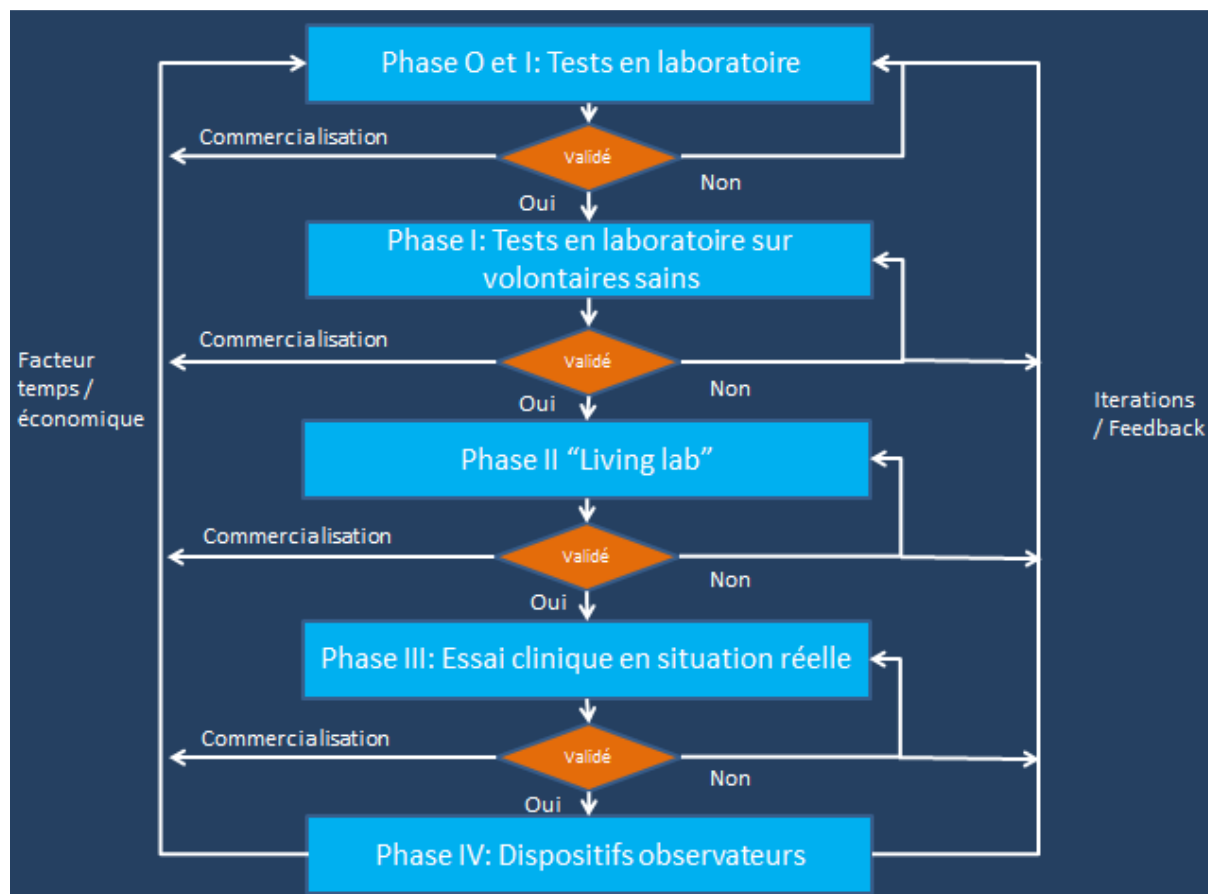 Phase O et I: Tests en laboratoire
Commercialisation
Validé
Non
Oui
Phase I: Tests en laboratoire sur
volontaires sains
Commercialisation
Validé
Non
Oui
Facteur
temps /
économique
Iterations
/ Feedback
Phase II “Living lab”
Commercialisation
Validé
Non
Oui
Phase III: Essai clinique en situation réelle
Commercialisation
Validé
Non
Oui
Phase IV: Dispositifs observateurs